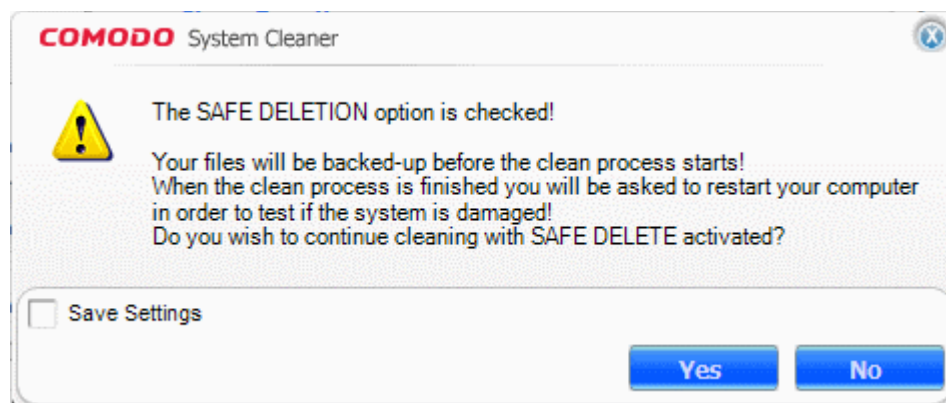 COMODO System Cleaner
The SAFE DELETION option is checked!
Your files will be backed-up before the clean process starts!
When the clean process is finished you will be asked to restart your computer
in order to test if the system is damaged!
Do you wish to continue cleaning with SAFE DELETE activated?
Save Settings
Yes No